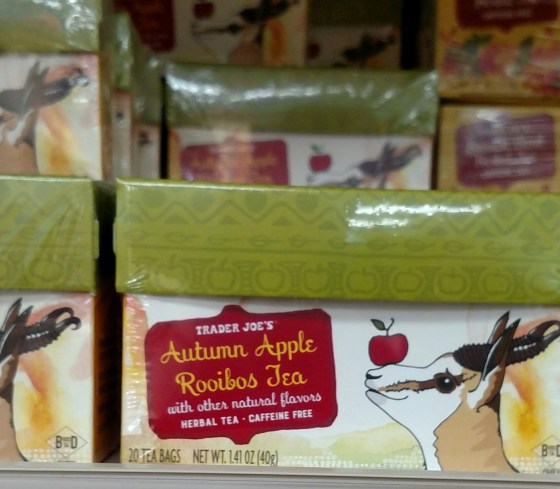 TRADER JOE'S
Autumn Apple
Rooibos Tea
with other natural flavors
HERBAL TEA · CAFFEINE FREE
20 TEA BAGS NET WT. 1.41 OZ (40g)
B D